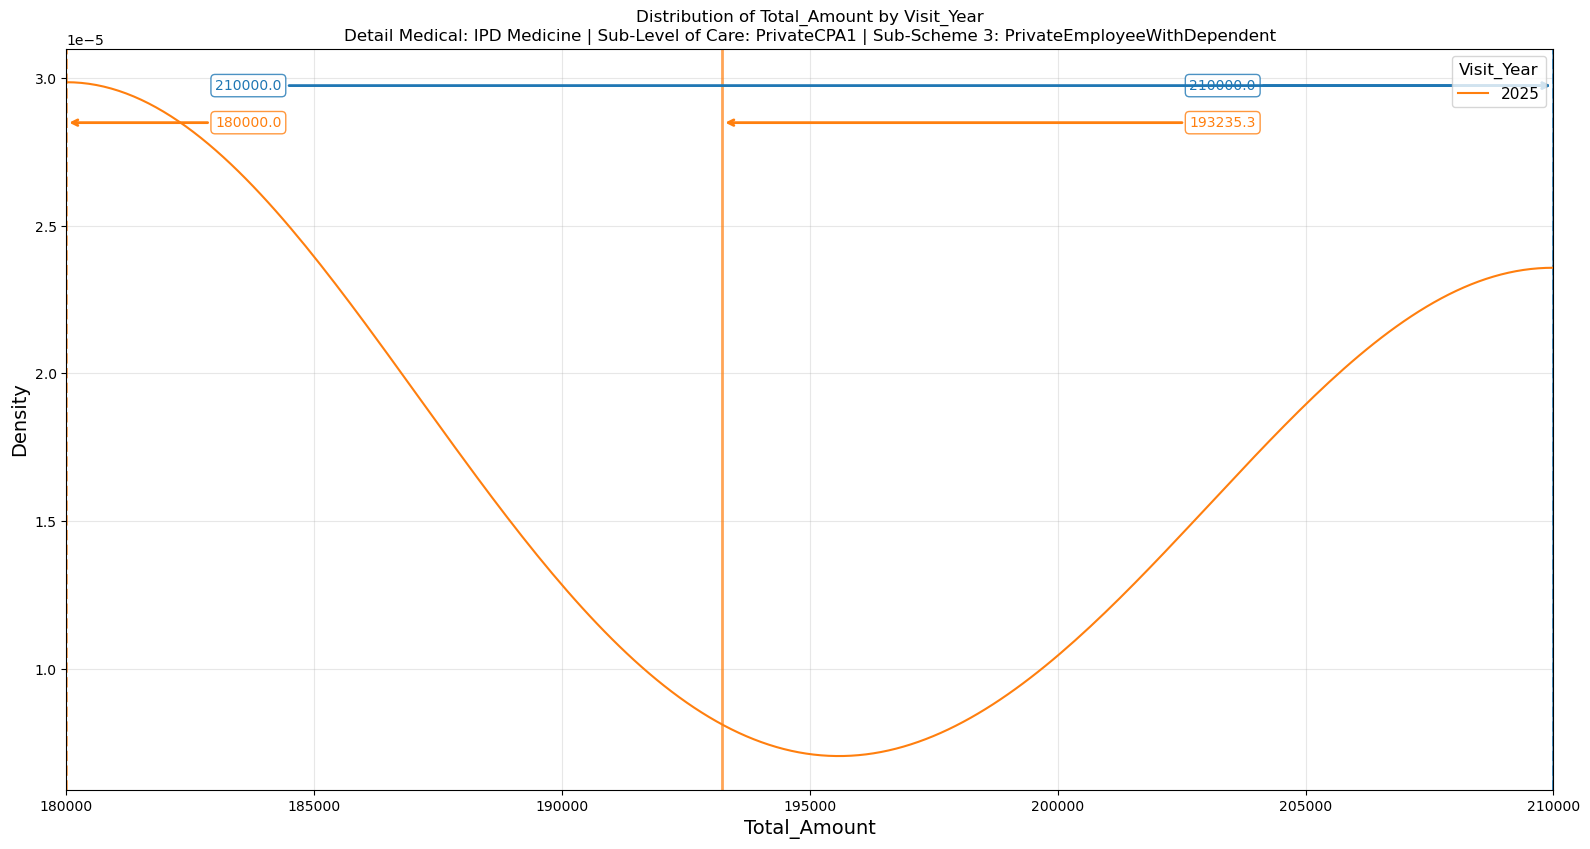 Distribution of Total_Amount by Visit_Year
Detail Medical: IPD Medicine | Sub-Level of Care: PrivateCPA1 | Sub-Scheme 3: PrivateEmployeeWithDependent
1e−5
3.0
2.5
2.0
1.5
1.0
Density
210000.0
210000.0
180000.0
193235.3
Visit_Year
2025
180000
185000
190000
195000
200000
205000
210000
Total_Amount